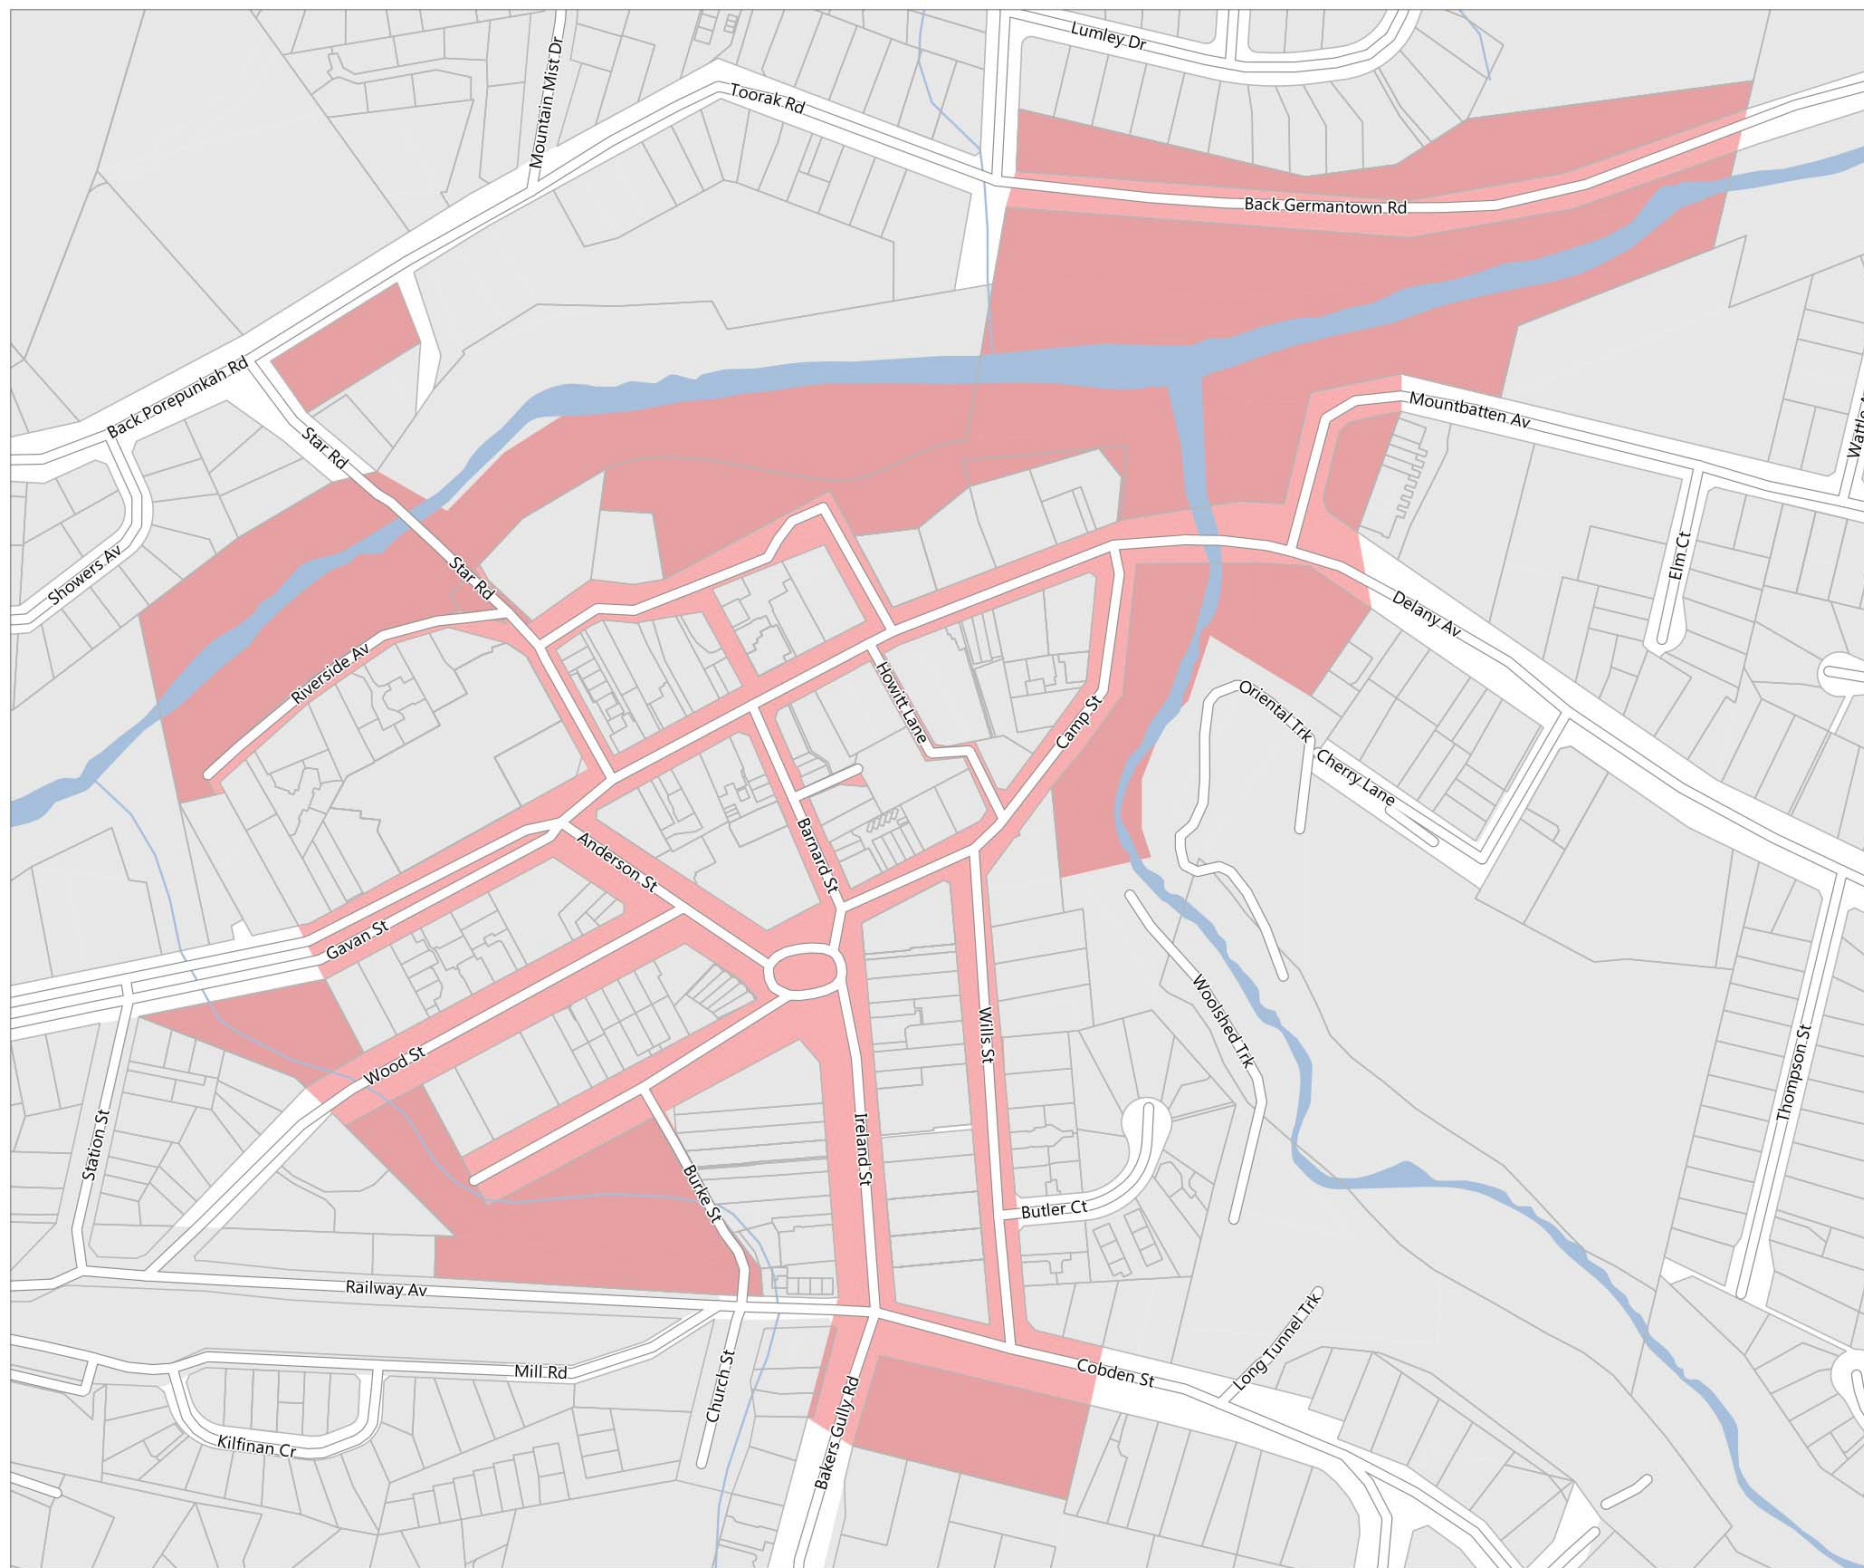 Lumley Dr
Mountain Mist Dr
Toorak Rd
Back Germantown Rd
Back Porepunkah Rd
Mountbatten Av
Star Rd
Elm Ct
Showers Av
Star Rd
Delany Av
Riverside Av
Howitt Lane
Oriental Trk
Camp St
Cherry Lane
Anderson St
Barnard St
Gavan St
Woolshed Trk
Wills St
Wood St
Thompson St
Station St
Ireland St
Burke St
Butler Ct
Railway Av
Long Tunnel Trk
Mill Rd
Cobden St
Church St
Bakers Gully Rd
Kilfinan Cr